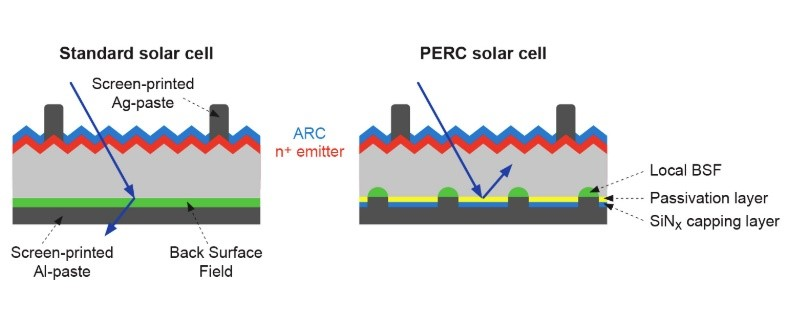 Standard solar cell
PERC solar cell
Screen-printed
Ag-paste
ARC
n+ emitter
Local BSF
Passivation layer
SiNx capping layer
Screen-printed
Al-paste
Back Surface
Field